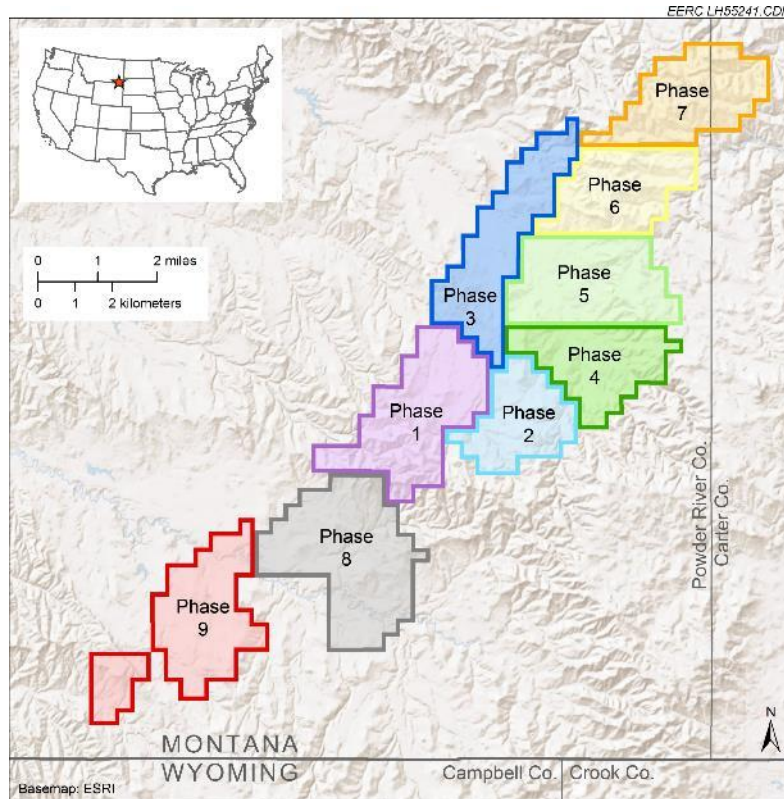 EERC LH55241.CDR
Phase
7
Phase
6
Phase
5
Phase
3
Phase
4
Phase
1
Phase
2
Phase
8
Phase
9
0 1 2 miles
0 1 2 kilometers
Powder River Co.
Carter Co.
N
MONTANA
WYOMING
Campbell Co.
Crook Co.
Basemap: ESRI